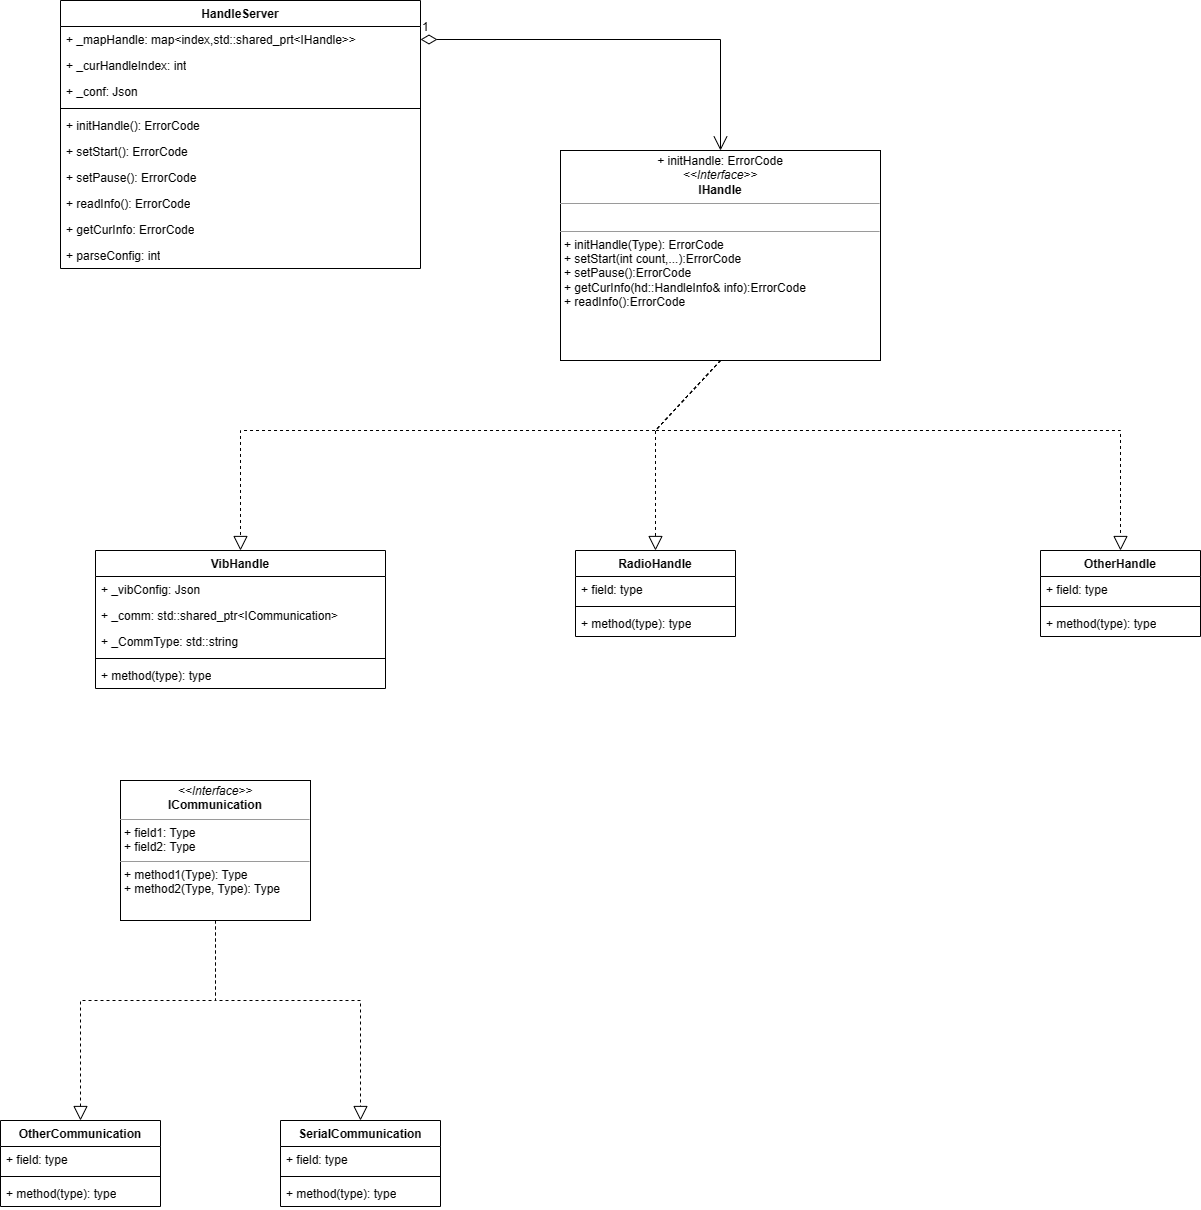 HandleServer
+ _mapHandle: map<index,std::shared_prt<IHandle>>
+ _curHandleIndex: int
+ _conf: Json
+ initHandle(): ErrorCode
+ setStart(): ErrorCode
+ setPause(): ErrorCode
+ readInfo(): ErrorCode
+ getCurInfo: ErrorCode
+ parseConfig: int
1
+ initHandle: ErrorCode
<<Interface>>
IHandle
+ initHandle(Type): ErrorCode
+ setStart(int count,...):ErrorCode
+ setPause():ErrorCode
+ getCurInfo(hd::HandleInfo& info):ErrorCode
+ readInfo():ErrorCode
VibHandle
+ _vibConfig: Json
+ _comm: std::shared_ptr<ICommunication>
+ _CommType: std::string
+ method(type): type
RadioHandle
+ field: type
+ method(type): type
OtherHandle
+ field: type
+ method(type): type
<<Interface>>
ICommunication
+ field1: Type
+ field2: Type
+ method1(Type): Type
+ method2(Type, Type): Type
OtherCommunication
+ field: type
+ method(type): type
SerialCommunication
+ field: type
+ method(type): type